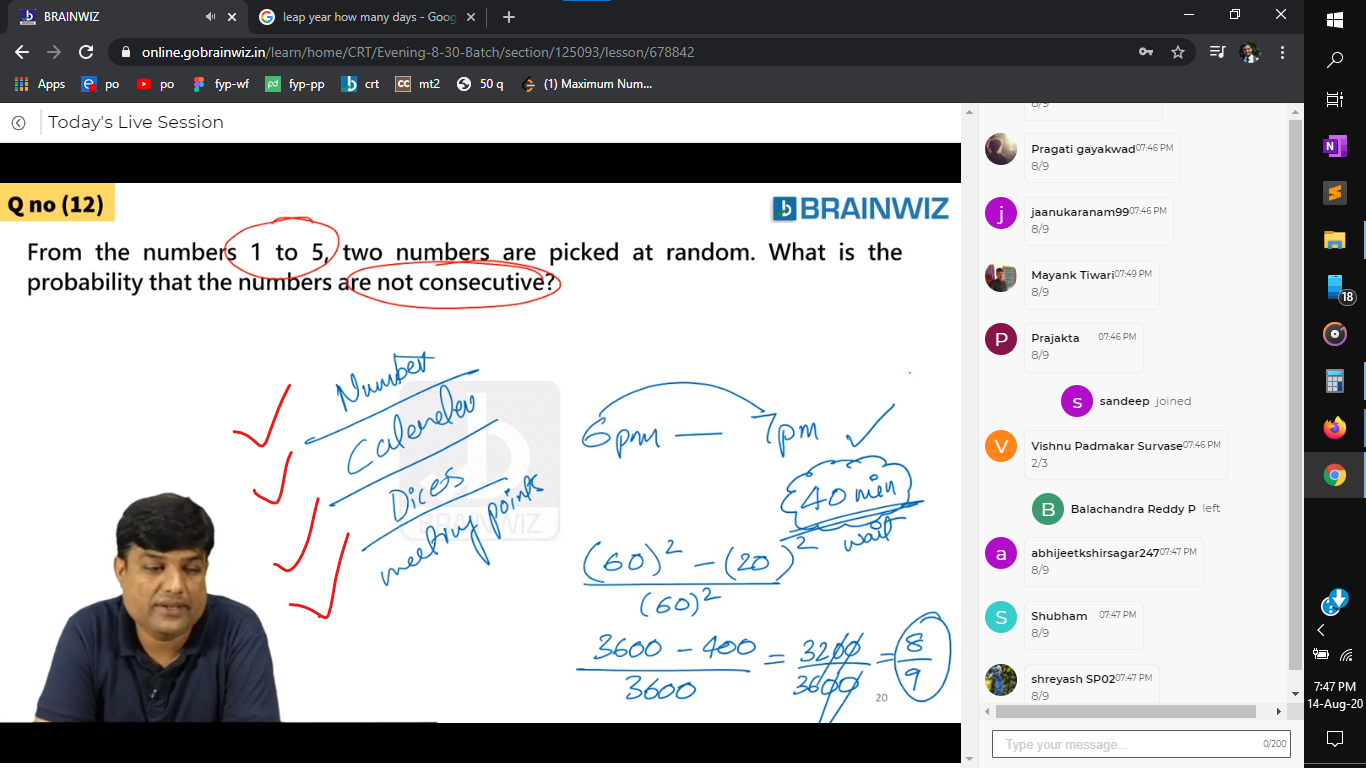 BRAINWIZ
leap year how many days - Goog
online.gobrainwiz.in/learn/home/CRT/Evening-8-30-Batch/section/125093/lesson/678842
Apps po po fyp-wf fyp-pp crt CC mt2 50 q (1) Maximum Num...
Today's Live Session
Q no (12)
BRAINWIZ
From the numbers 1 to 5, two numbers are picked at random. What is the
probability that the numbers are not consecutive?
Number
Calender
Dices
meeting points
BRAINWIZ
6pm — 7pm
40 min
wait
(60)² - (20)²
(60)²
3600 - 400 = 3200 = 8
3600 3600 9
20
8/9
Pragati gayakwad 07:46 PM
8/9
jaanukaranam99 07:46 PM
8/9
Mayank Tiwari 07:49 PM
8/9
P
Prajakta 07:46 PM
8/9
s sandeep joined
V
Vishnu Padmakar Survase 07:46 PM
2/3
B Balachandra Reddy P left
a
abhijeetkshirsagar247 07:47 PM
8/9
S
Shubham 07:47 PM
8/9
shreyash SP02 07:47 PM
8/9
Type your message... 0/200
j
N
18
7:47 PM
14-Aug-20